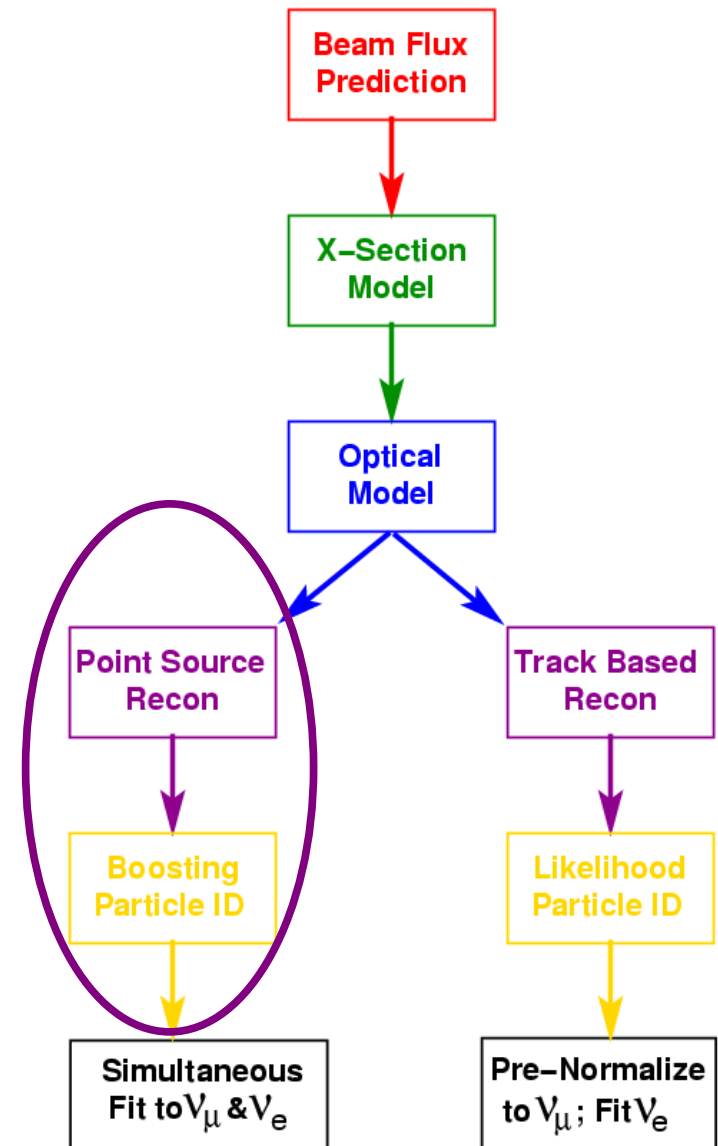 Beam Flux
Prediction
X–Section
Model
Optical
Model
Point Source
Recon
Track Based
Recon
Boosting
Particle ID
Likelihood
Particle ID
Simultaneous
Fit to νμ & νe
Pre–Normalize
to νμ ; Fit νe